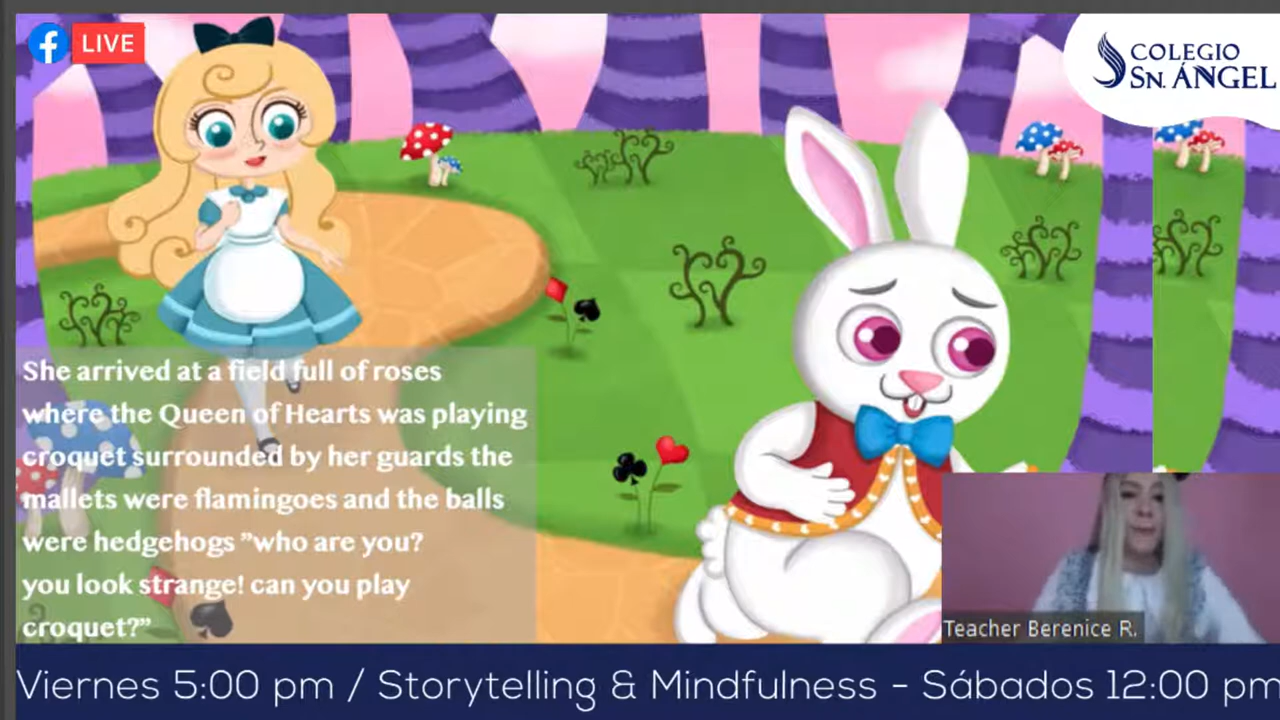 LIVE
COLEGIO
SN. ÁNGEL
She arrived at a field full of roses
where the Queen of Hearts was playing
croquet surrounded by her guards the
mallets were flamingoes and the balls
were hedgehogs "who are you?
you look strange! can you play
croquet?"
Teacher Berenice R.
Viernes 5:00 pm / Storytelling & Mindfulness - Sábados 12:00 pm